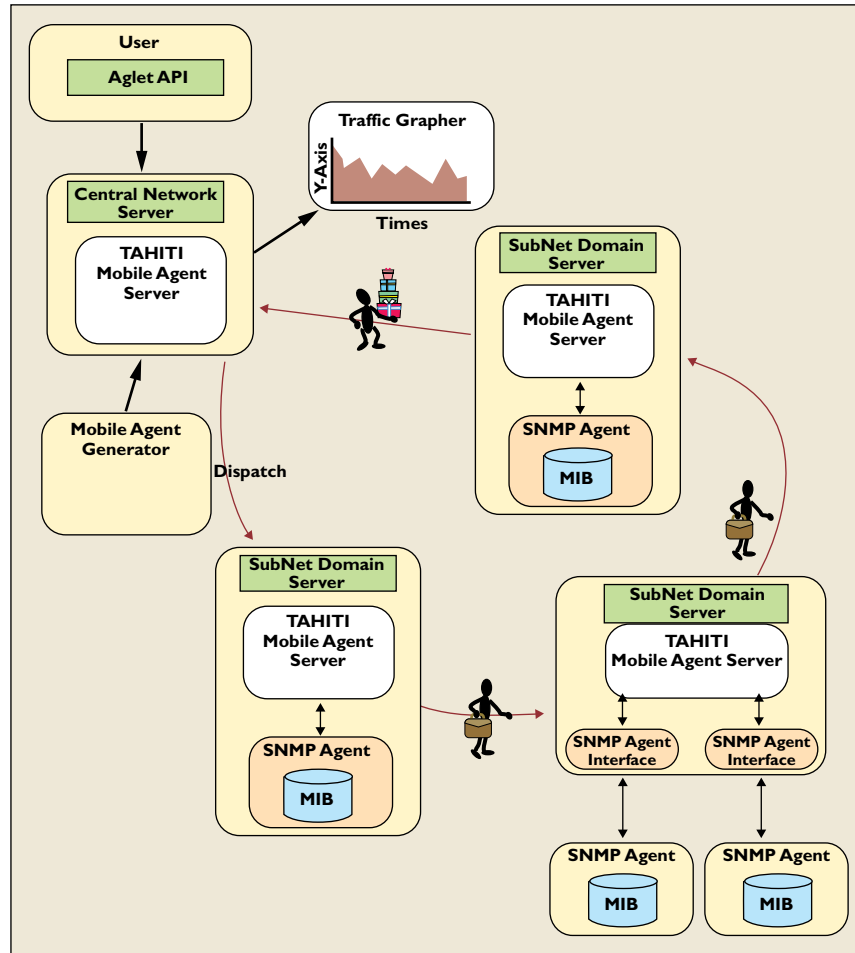 User
Aglet API
Traffic Grapher
Y-Axis
Times
Central Network
Server
TAHITI
Mobile Agent
Server
SubNet Domain
Server
TAHITI
Mobile Agent
Server
SNMP Agent
MIB
Mobile Agent
Generator
Dispatch
SubNet Domain
Server
TAHITI
Mobile Agent
Server
SNMP Agent
MIB
SubNet Domain
Server
TAHITI
Mobile Agent Server
SNMP Agent
Interface
SNMP Agent
Interface
SNMP Agent
MIB
SNMP Agent
MIB